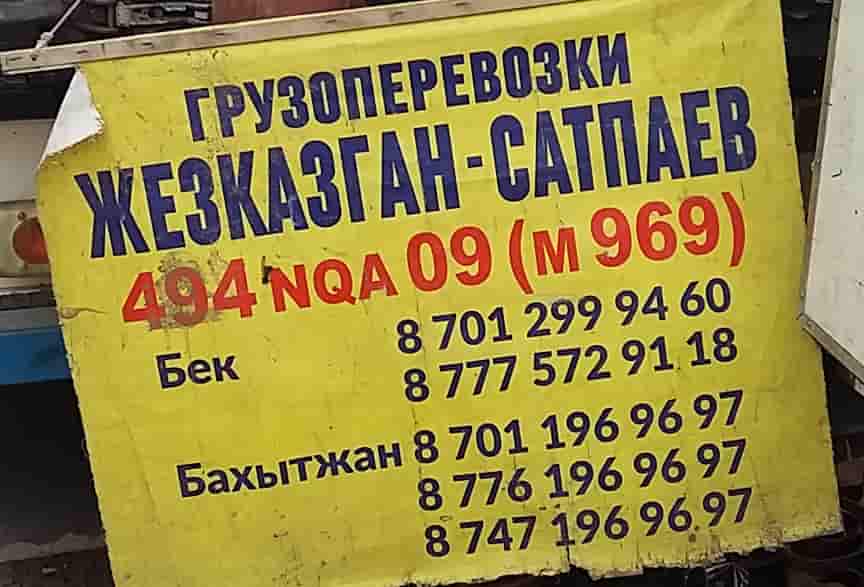 ГРУЗОПЕРЕВОЗКИ
ЖЕЗКАЗГАН-САТПАЕВ
494 NQA 09 (М 969)
Бек 8 701 299 94 60
8 777 572 91 18
Бахытжан 8 701 196 96 97
8 776 196 96 97
8 747 196 96 97